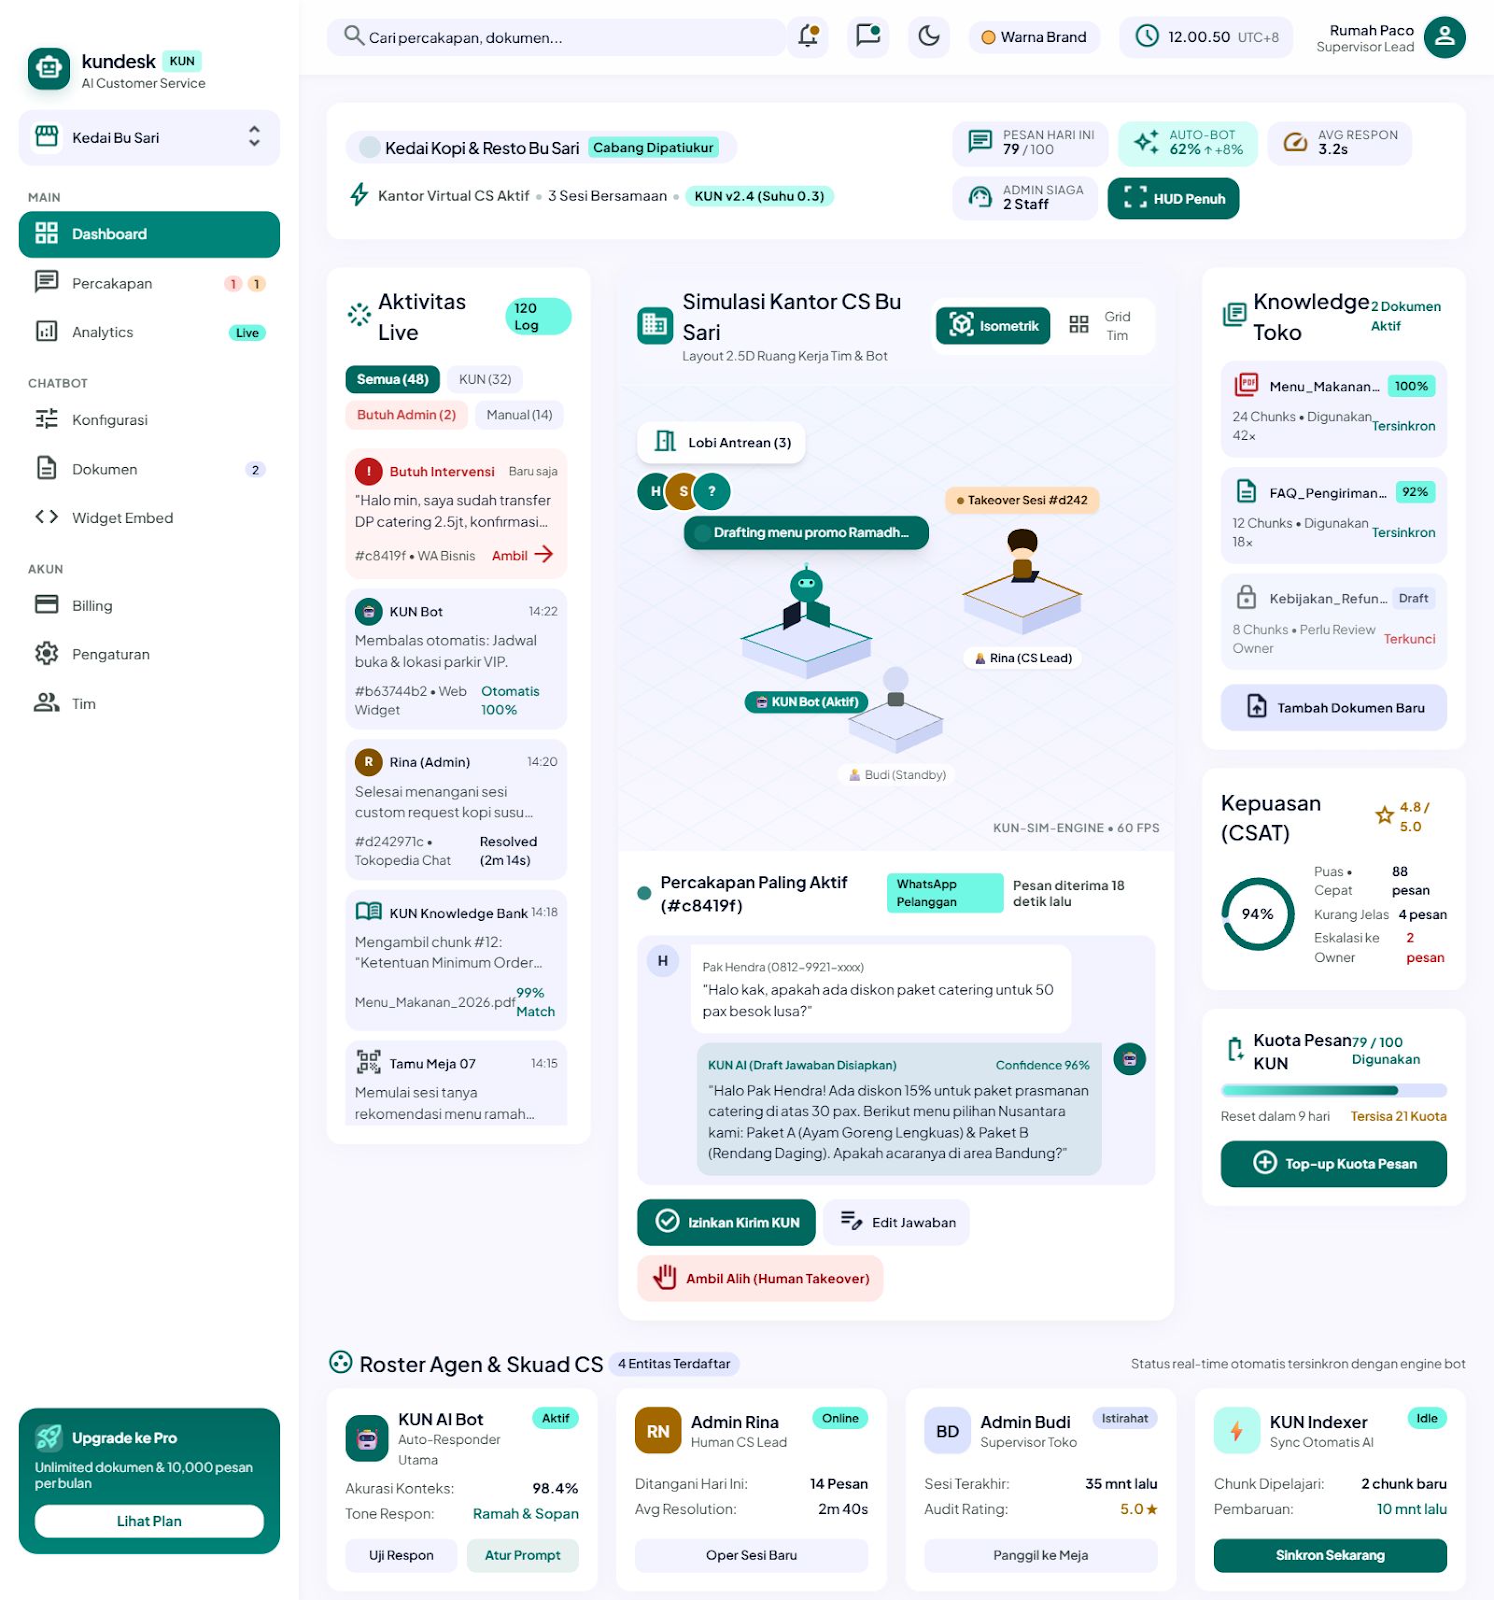 kundesk KUN
AI Customer Service
Kedai Bu Sari
MAIN
Dashboard
Percakapan 1 1
Analytics Live
CHATBOT
Konfigurasi
Dokumen 2
Widget Embed
AKUN
Billing
Pengaturan
Tim
Upgrade ke Pro
Unlimited dokumen & 10,000 pesan
per bulan
Lihat Plan
Cari percakapan, dokumen...
Warna Brand
12.00.50 UTC+8
Rumah Paco
Supervisor Lead
Kedai Kopi & Resto Bu Sari Cabang Dipatiukur
Kantor Virtual CS Aktif • 3 Sesi Bersamaan • KUN v2.4 (Suhu 0.3)
PESAN HARI INI
79 / 100
AUTO-BOT
62% ↑ +8%
AVG RESPON
3.2s
ADMIN SIAGA
2 Staff
HUD Penuh
Aktivitas
Live
120
Log
Semua (48)
KUN (32)
Butuh Admin (2)
Manual (14)
! Butuh Intervensi Baru saja
"Halo min, saya sudah transfer
DP catering 2.5jt, konfirmasi...
#c8419f • WA Bisnis Ambil →
KUN Bot 14:22
Membalas otomatis: Jadwal
buka & lokasi parkir VIP.
#b63744b2 • Web
Widget
Otomatis
100%
R Rina (Admin) 14:20
Selesai menangani sesi
custom request kopi susu...
#d242971c •
Tokopedia Chat
Resolved
(2m 14s)
KUN Knowledge Bank 14:18
Mengambil chunk #12:
"Ketentuan Minimum Order...
Menu_Makanan_2026.pdf
99%
Match
Tamu Meja 07 14:15
Memulai sesi tanya
rekomendasi menu ramah...
Simulasi Kantor CS Bu
Sari
Layout 2.5D Ruang Kerja Tim & Bot
Isometrik
Grid
Tim
Lobi Antrean (3)
H S ?
Takeover Sesi #d242
Drafting menu promo Ramadh...
Rina (CS Lead)
KUN Bot (Aktif)
Budi (Standby)
KUN-SIM-ENGINE • 60 FPS
Percakapan Paling Aktif
(#c8419f)
WhatsApp
Pelanggan
Pesan diterima 18
detik lalu
H
Pak Hendra (0812-9921-xxxx)
"Halo kak, apakah ada diskon paket catering untuk 50
pax besok lusa?"
KUN AI (Draft Jawaban Disiapkan) Confidence 96%
"Halo Pak Hendra! Ada diskon 15% untuk paket prasmanan
catering di atas 30 pax. Berikut menu pilihan Nusantara
kami: Paket A (Ayam Goreng Lengkuas) & Paket B
(Rendang Daging). Apakah acaranya di area Bandung?"
Izinkan Kirim KUN
Edit Jawaban
Ambil Alih (Human Takeover)
Knowledge
Toko
2 Dokumen
Aktif
PDF Menu_Makanan... 100%
24 Chunks • Digunakan
42×
Tersinkron
FAQ_Pengiriman... 92%
12 Chunks • Digunakan
18×
Tersinkron
Kebijakan_Refun... Draft
8 Chunks • Perlu Review
Owner
Terkunci
Tambah Dokumen Baru
Kepuasan
(CSAT)
4.8 /
5.0
94%
Puas •
Cepat
88
pesan
Kurang Jelas 4 pesan
Eskalasi ke
Owner
2
pesan
Kuota Pesan
KUN
79 / 100
Digunakan
Reset dalam 9 hari Tersisa 21 Kuota
Top-up Kuota Pesan
Roster Agen & Skuad CS 4 Entitas Terdaftar
Status real-time otomatis tersinkron dengan engine bot
KUN AI Bot Aktif
Auto-Responder
Utama
Akurasi Konteks: 98.4%
Tone Respon: Ramah & Sopan
Uji Respon
Atur Prompt
RN Admin Rina Online
Human CS Lead
Ditangani Hari Ini: 14 Pesan
Avg Resolution: 2m 40s
Oper Sesi Baru
BD Admin Budi Istirahat
Supervisor Toko
Sesi Terakhir: 35 mnt lalu
Audit Rating: 5.0 ★
Panggil ke Meja
KUN Indexer Idle
Sync Otomatis AI
Chunk Dipelajari: 2 chunk baru
Pembaruan: 10 mnt lalu
Sinkron Sekarang